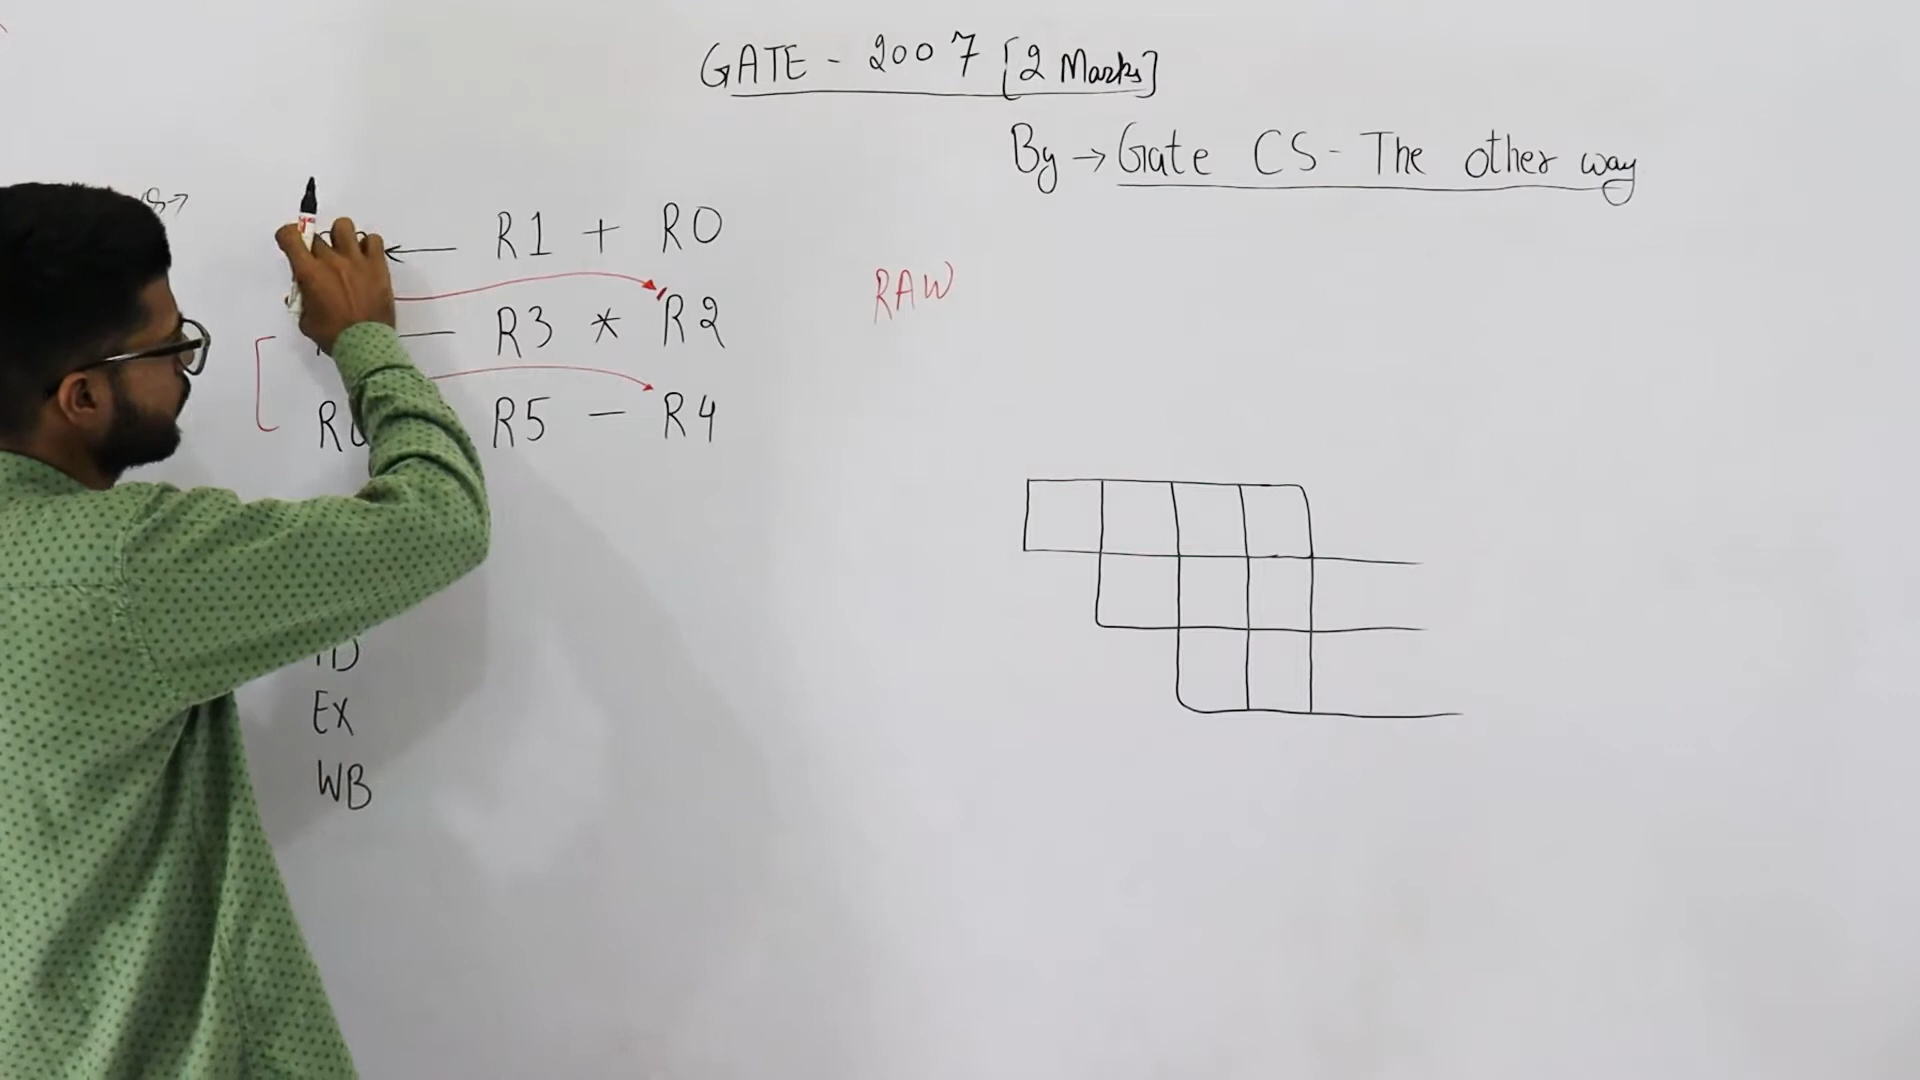 GATE - 2007 [2 Marks]
By → Gate CS - The other way
← R1 + R0
RAW
— R3 * R2
R5 — R4
EX
WB